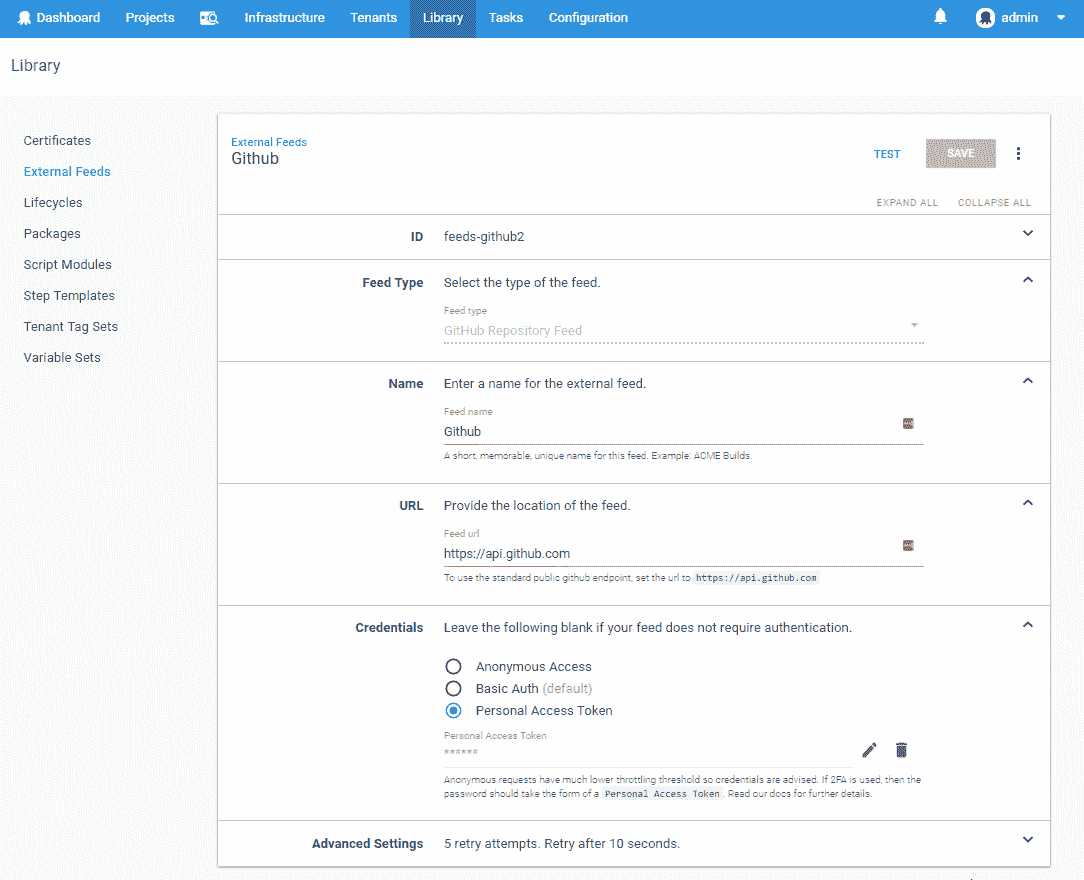 Dashboard Projects Infrastructure Tenants Library Tasks Configuration admin
Library
Certificates
External Feeds
Lifecycles
Packages
Script Modules
Step Templates
Tenant Tag Sets
Variable Sets
External Feeds
Github
TEST SAVE
EXPAND ALL COLLAPSE ALL
ID feeds-github2
Feed Type Select the type of the feed.
Feed type
GitHub Repository Feed
Name Enter a name for the external feed.
Feed name
Github
A short, memorable, unique name for this feed. Example: ACME Builds.
URL Provide the location of the feed.
Feed url
https://api.github.com
To use the standard public github endpoint, set the url to https://api.github.com
Credentials Leave the following blank if your feed does not require authentication.
Anonymous Access
Basic Auth (default)
Personal Access Token
Personal Access Token
******
Anonymous requests have much lower throttling threshold so credentials are advised. If 2FA is used, then the
password should take the form of a Personal Access Token. Read our docs for further details.
Advanced Settings 5 retry attempts. Retry after 10 seconds.